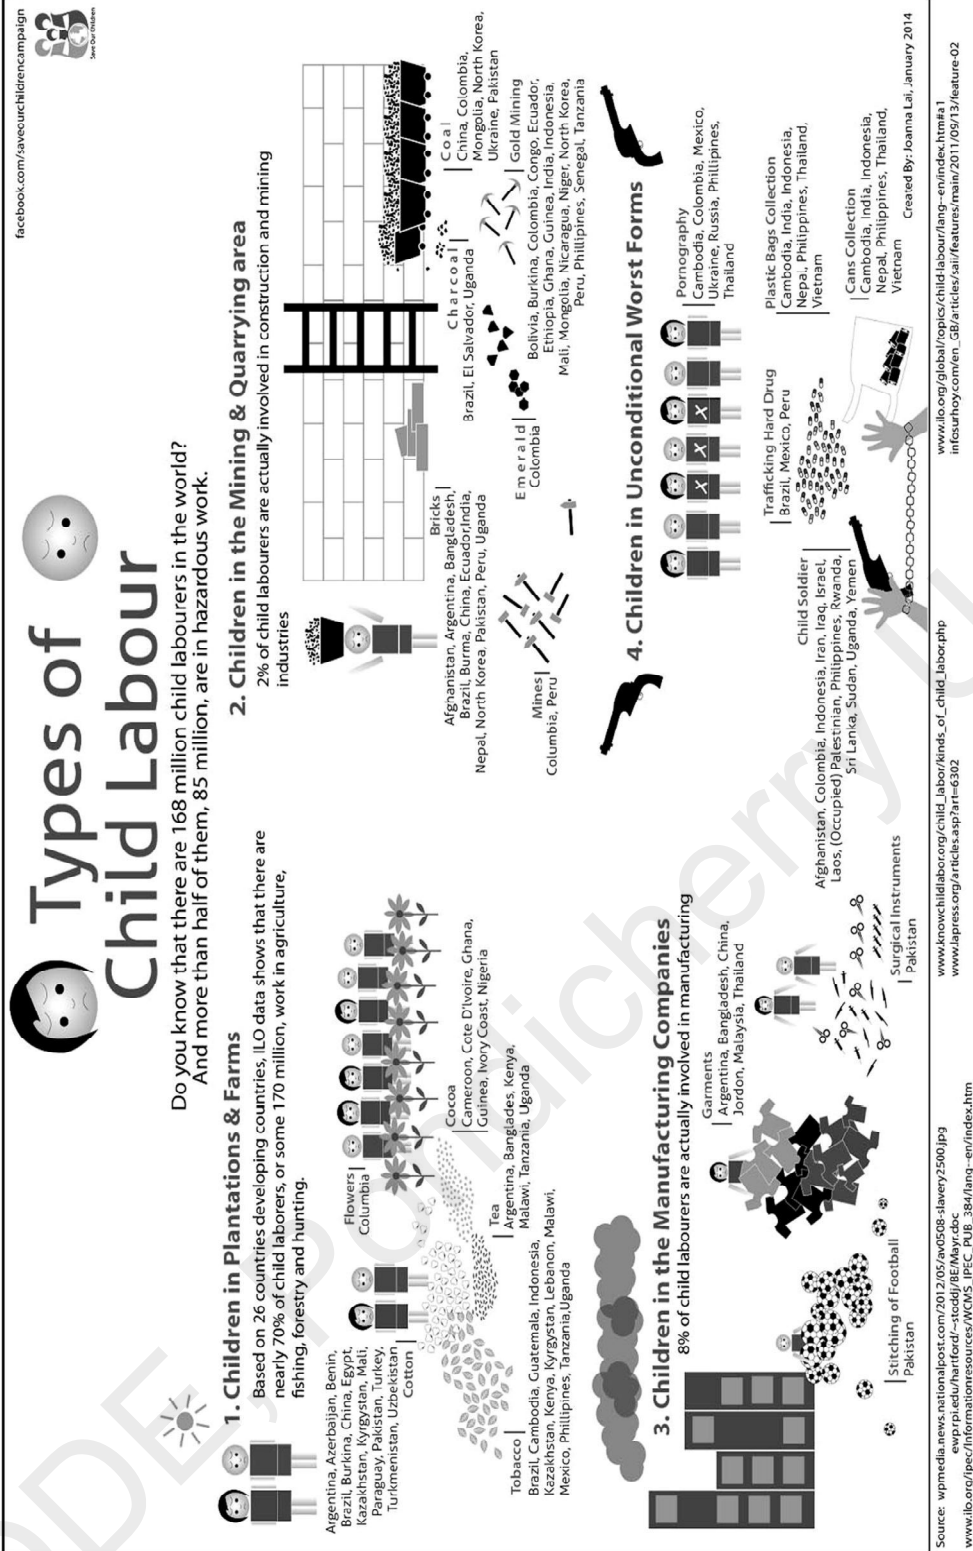 facebook.com/saveourchildrencampaign
Save Our Children
Types of
Child Labour
Do you know that there are 168 million child labourers in the world?
And more than half of them, 85 million, are in hazardous work.
1. Children in Plantations & Farms
Based on 26 countries developing countries, ILO data shows that there are
nearly 70% of child laborers, or some 170 million, work in agriculture,
fishing, forestry and hunting.
Argentina, Azerbaijan, Benin,
Brazil, Burkina, China, Egypt,
Kazakhstan, Kyrgystan, Mali,
Paraguay, Pakistan, Turkey,
Turkmenistan, Uzbekistan
Cotton
Flowers
Columbia
Cocoa
Cameroon, Cote D'Ivoire, Ghana,
Guinea, Ivory Coast, Nigeria
Tea
Argentina, Banglades, Kenya,
Malawi, Tanzania, Uganda
Tobacco
Brazil, Cambodia, Guatemala, Indonesia,
Kazakhstan, Kenya, Kyrgystan, Lebanon, Malawi,
Mexico, Phillipines, Tanzania,Uganda
2. Children in the Mining & Quarrying area
2% of child labourers are actually involved in construction and mining
industries
Bricks
Afghanistan, Argentina, Bangladesh,
Brazil, Burma, China, Ecuador,India,
Nepal, North Korea, Pakistan, Peru, Uganda
Charcoal
Brazil, El Salvador, Uganda
Coal
China, Colombia,
Mongolia, North Korea,
Ukraine, Pakistan
Mines
Columbia, Peru
Emerald
Colombia
Gold Mining
Bolivia, Burkina, Colombia, Congo, Ecuador,
Ethiopia, Ghana, Guinea, India, Indonesia,
Mali, Mongolia, Nicaragua, Niger, North Korea,
Peru, Phillipines, Senegal, Tanzania
3. Children in the Manufacturing Companies
8% of child labourers are actually involved in manufacturing
Garments
Argentina, Bangladesh, China,
Jordon, Malaysia, Thailand
Stitching of Football
Pakistan
Surgical Instruments
Pakistan
4. Children in Unconditional Worst Forms
Pornography
Cambodia, Colombia, Mexico,
Ukraine, Russia, Phillipines,
Thailand
Child Soldier
Afghanistan, Colombia, Indonesia, Iran, Iraq, Israel,
Laos, (Occupied) Palestinian, Philippines, Rwanda,
Sri Lanka, Sudan, Uganda, Yemen
Trafficking Hard Drug
Brazil, Mexico, Peru
Plastic Bags Collection
Cambodia, India, Indonesia,
Nepal, Philippines, Thailand,
Vietnam
Cans Collection
Cambodia, India, Indonesia,
Nepal, Philippines, Thailand,
Vietnam
Created By: Joanna Lai, January 2014
Source: wpmedia.news.nationalpost.com/2012/05/av0508-slavery2500.jpg
ewp.rpi.edu/hartford/~stoddj/BE/Mayr.doc
www.ilo.org/ipec/Informationresources/WCMS_IPEC_PUB_384/lang--en/index.htm
www.knowchildlabor.org/child_labor/kinds_of_child_labor.php
www.lapress.org/articles.asp?art=6302
www.ilo.org/global/topics/child-labour/lang--en/index.htm#a1
infosurhoy.com/en_GB/articles/saii/features/main/2011/09/13/feature-02